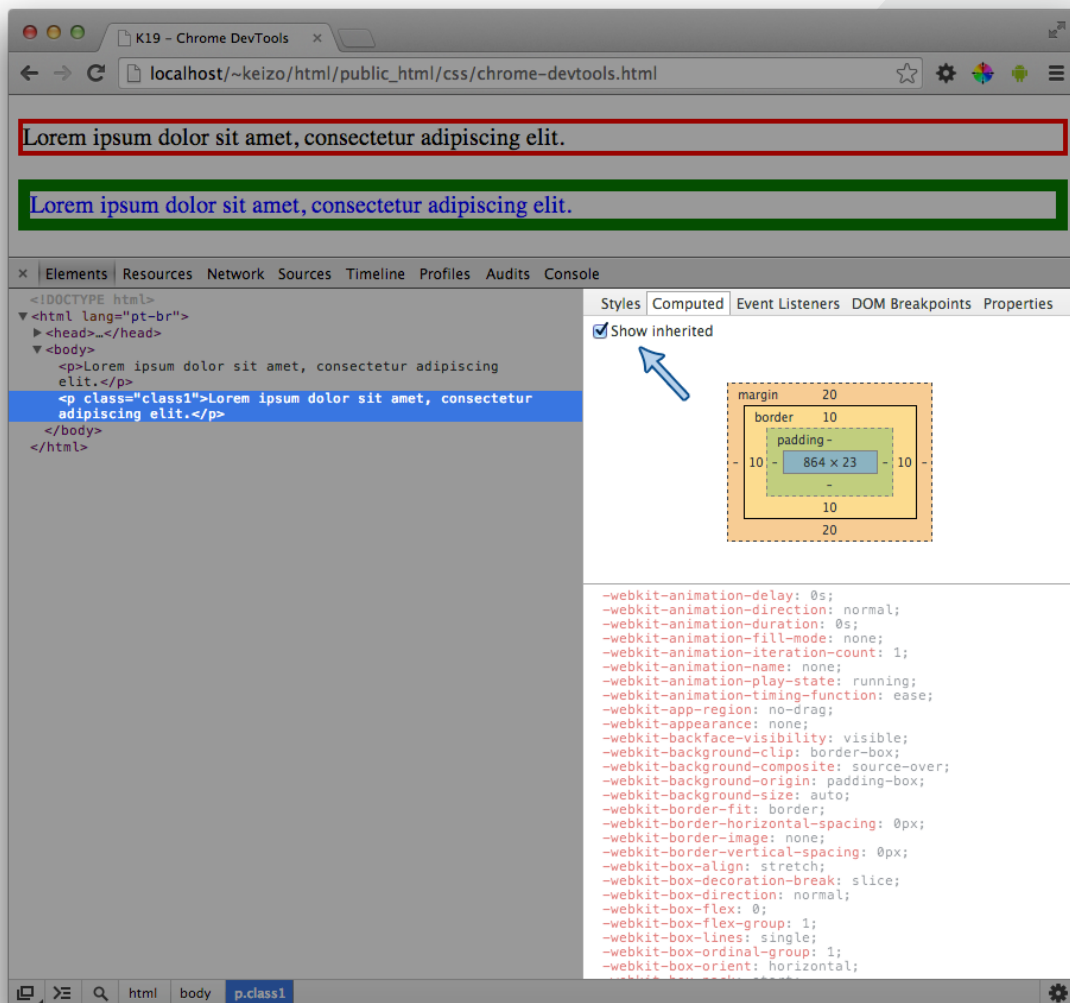 K19 – Chrome DevTools
localhost/~keizo/html/public_html/css/chrome-devtools.html
Lorem ipsum dolor sit amet, consectetur adipiscing elit.
Lorem ipsum dolor sit amet, consectetur adipiscing elit.
× Elements Resources Network Sources Timeline Profiles Audits Console
<!DOCTYPE html>
<html lang="pt-br">
<head>…</head>
<body>
<p>Lorem ipsum dolor sit amet, consectetur adipiscing
elit.</p>
<p class="class1">Lorem ipsum dolor sit amet, consectetur
adipiscing elit.</p>
</body>
</html>
Styles Computed Event Listeners DOM Breakpoints Properties
Show inherited
margin 20
border 10
padding -
- 10 - 864 × 23 - 10 -
-
10
20
-webkit-animation-delay: 0s;
-webkit-animation-direction: normal;
-webkit-animation-duration: 0s;
-webkit-animation-fill-mode: none;
-webkit-animation-iteration-count: 1;
-webkit-animation-name: none;
-webkit-animation-play-state: running;
-webkit-animation-timing-function: ease;
-webkit-app-region: no-drag;
-webkit-appearance: none;
-webkit-backface-visibility: visible;
-webkit-background-clip: border-box;
-webkit-background-composite: source-over;
-webkit-background-origin: padding-box;
-webkit-background-size: auto;
-webkit-border-fit: border;
-webkit-border-horizontal-spacing: 0px;
-webkit-border-image: none;
-webkit-border-vertical-spacing: 0px;
-webkit-box-align: stretch;
-webkit-box-decoration-break: slice;
-webkit-box-direction: normal;
-webkit-box-flex: 0;
-webkit-box-flex-group: 1;
-webkit-box-lines: single;
-webkit-box-ordinal-group: 1;
-webkit-box-orient: horizontal;
html body p.class1